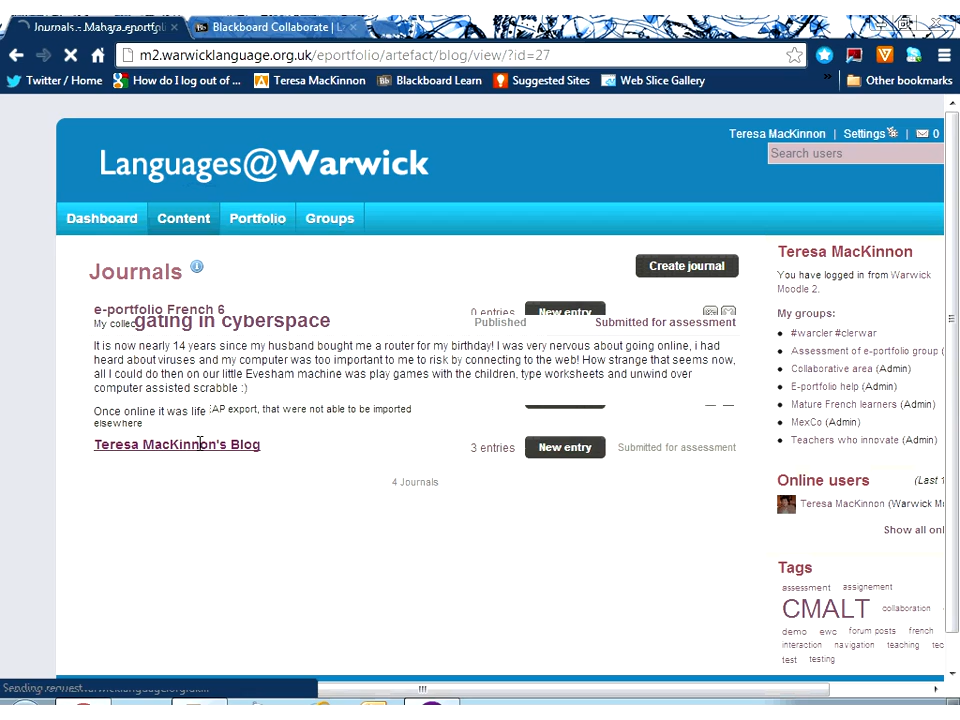 Journals - Mahara eportfoli
Blackboard Collaborate | L
m2.warwicklanguage.org.uk/eportfolio/artefact/blog/view/?id=27
Twitter / Home
How do I log out of ...
Teresa MacKinnon
Blackboard Learn
Suggested Sites
Web Slice Gallery
»
Other bookmarks
Teresa MacKinnon | Settings | 0
Search users
Languages@Warwick
Dashboard
Content
Portfolio
Groups
Journals
Create journal
e-portfolio French 6
0 entries
New entry
My collec
gating in cyberspace
Published
Submitted for assessment
It is now nearly 14 years since my husband bought me a router for my birthday! I was very nervous about going online, i had
heard about viruses and my computer was too important to me to risk by connecting to the web! How strange that seems now,
all I could do then on our little Evesham machine was play games with the children, type worksheets and unwind over
computer assisted scrabble :)
Once online it was life
AP export, that were not able to be imported
elsewhere
Teresa MacKinnon's Blog
3 entries
New entry
Submitted for assessment
4 Journals
Teresa MacKinnon
You have logged in from Warwick
Moodle 2.
My groups:
#warcler #clerwar
Assessment of e-portfolio group (
Collaborative area (Admin)
E-portfolio help (Admin)
Mature French learners (Admin)
MexCo (Admin)
Teachers who innovate (Admin)
Online users
(Last 1
Teresa MacKinnon (Warwick M
Show all onl
Tags
assessment assignement
CMALT collaboration
demo ewc forum posts french
interaction navigation teaching tec
test testing
Sending request